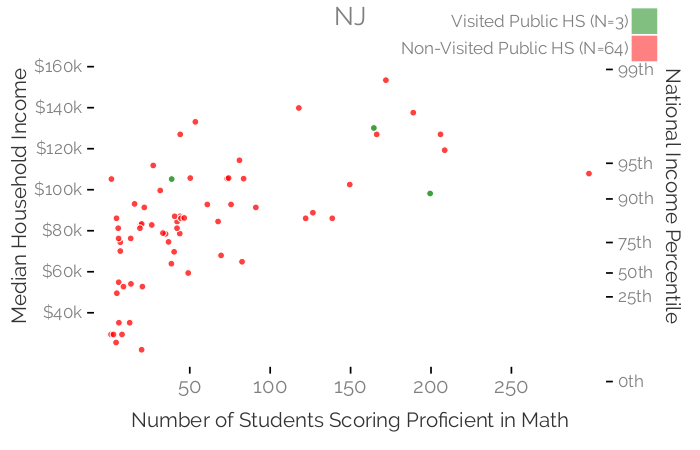 NJ
Visited Public HS (N=3)
Non-Visited Public HS (N=64)
Median Household Income
$160k
$140k
$120k
$100k
$80k
$60k
$40k
99th
95th
90th
75th
50th
25th
0th
National Income Percentile
50
100
150
200
250
Number of Students Scoring Proficient in Math